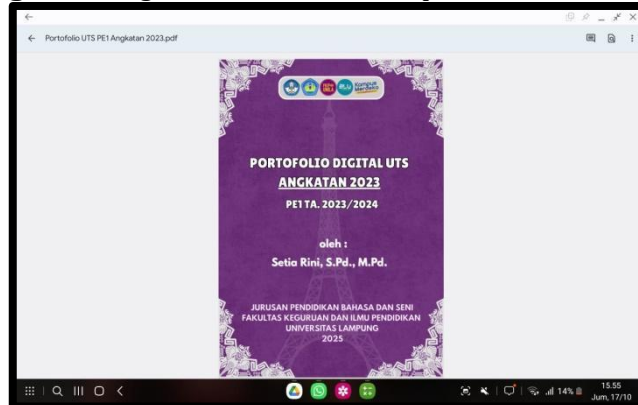 Portofolio UTS PE1 Angkatan 2023.pdf
Kampus
Merdeka
PORTOFOLIO DIGITAL UTS
ANGKATAN 2023
PE1 TA. 2023/2024
oleh :
Setia Rini, S.Pd., M.Pd.
JURUSAN PENDIDIKAN BAHASA DAN SENI
FAKULTAS KEGURUAN DAN ILMU PENDIDIKAN
UNIVERSITAS LAMPUNG
2025
14%
15.55
Jum, 17/10